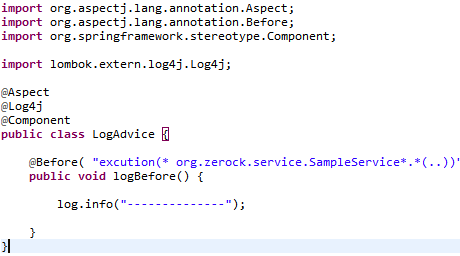 import org.aspectj.lang.annotation.Aspect;
import org.aspectj.lang.annotation.Before;
import org.springframework.stereotype.Component;
import lombok.extern.log4j.Log4j;
@Aspect
@Log4j
@Component
public class LogAdvice {
@Before( "excution(* org.zerock.service.SampleService*.*(..))"
public void logBefore() {
log.info("--------------");
}
}